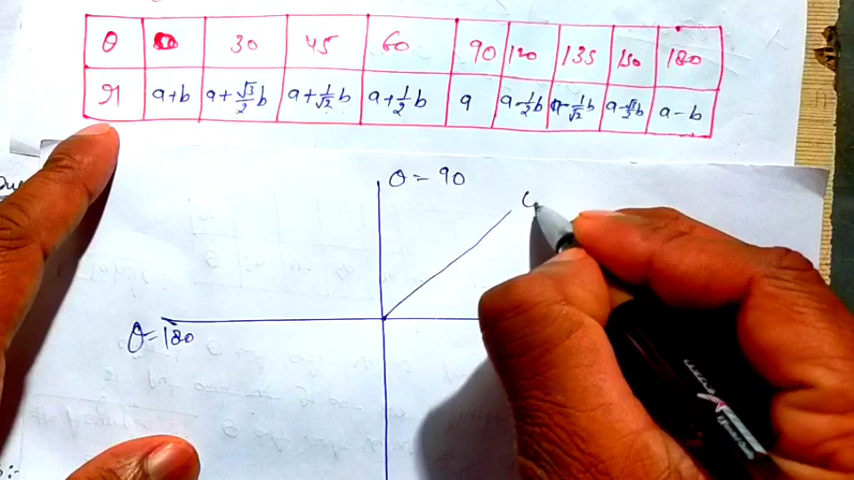 θ 0 30 45 60 90 120 135 150 180
r a+b a+√3/2 b a+1/√2 b a+1/2 b a a-1/2 b a-1/√2 b a-√3/2 b a-b
θ = 90
θ=180